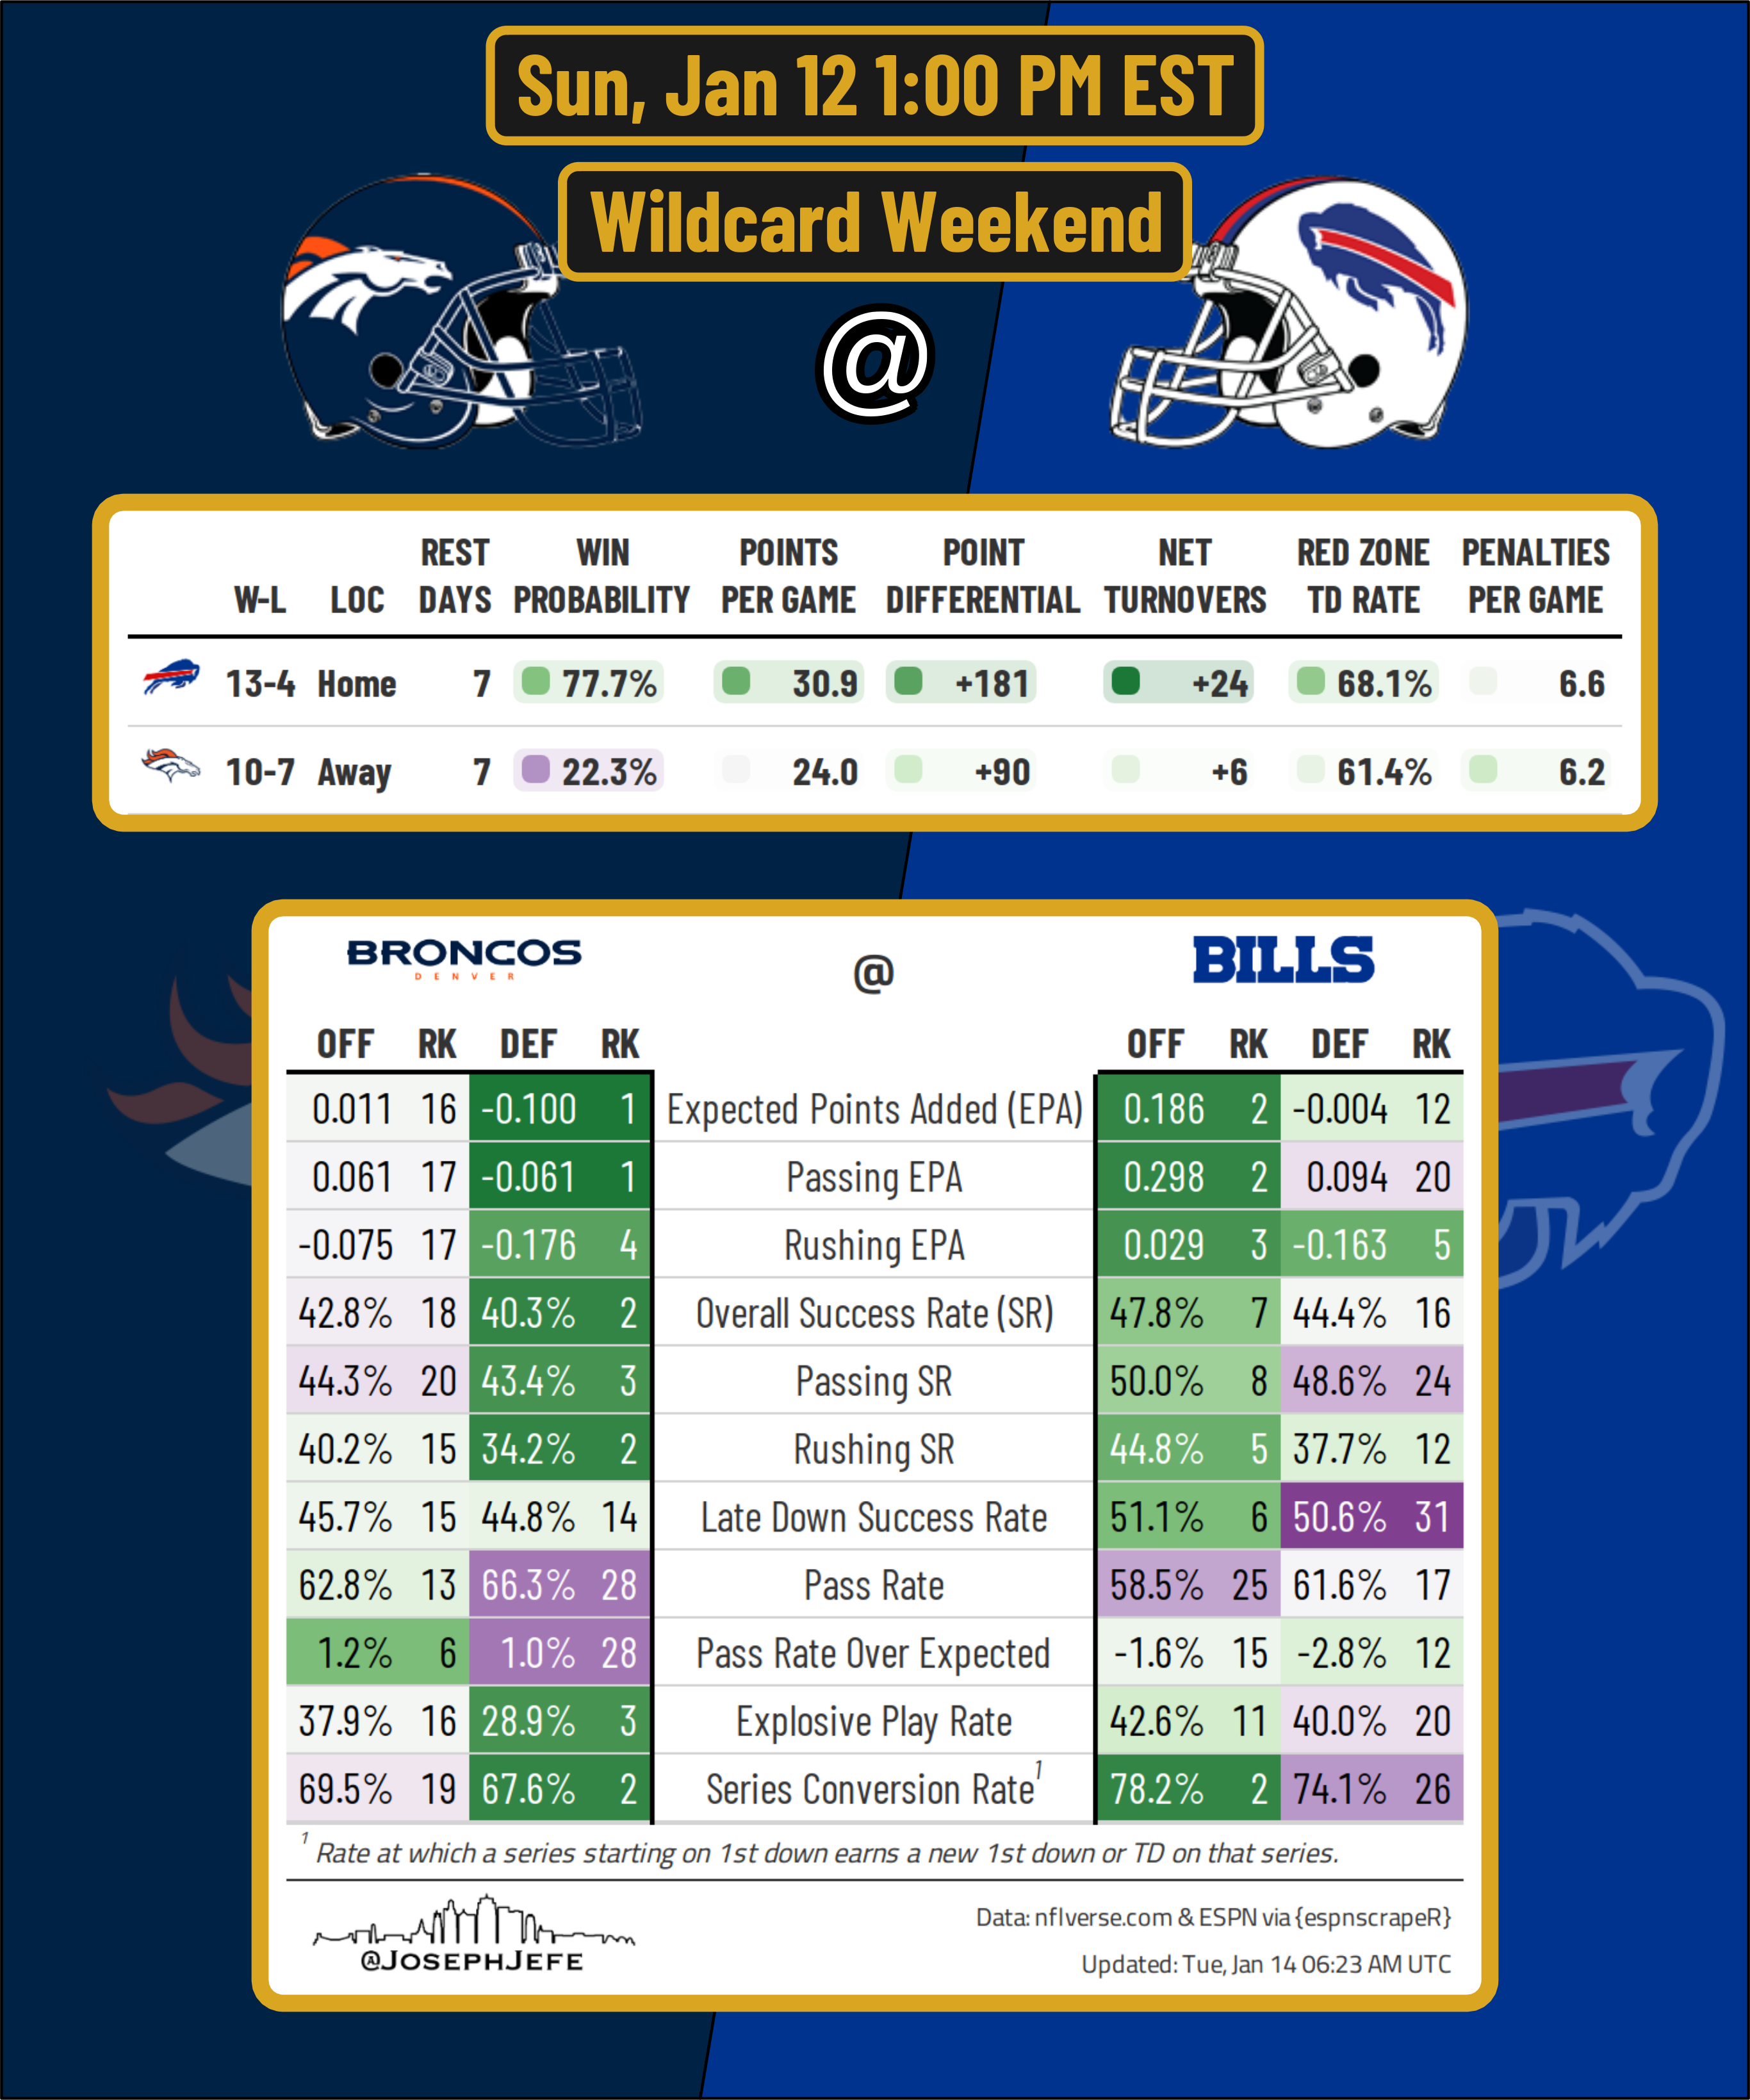 Sun, Jan 12 1:00 PM EST
Wildcard Weekend
@
REST WIN POINTS POINT NET RED ZONE PENALTIES
W-L LOC DAYS PROBABILITY PER GAME DIFFERENTIAL TURNOVERS TD RATE PER GAME
13-4 Home 7 77.7% 30.9 +181 +24 68.1% 6.6
10-7 Away 7 22.3% 24.0 +90 +6 61.4% 6.2
BRONCOS @ BILLS
DENVER
OFF RK DEF RK OFF RK DEF RK
0.011 16 -0.100 1 Expected Points Added (EPA) 0.186 2 -0.004 12
0.061 17 -0.061 1 Passing EPA 0.298 2 0.094 20
-0.075 17 -0.176 4 Rushing EPA 0.029 3 -0.163 5
42.8% 18 40.3% 2 Overall Success Rate (SR) 47.8% 7 44.4% 16
44.3% 20 43.4% 3 Passing SR 50.0% 8 48.6% 24
40.2% 15 34.2% 2 Rushing SR 44.8% 5 37.7% 12
45.7% 15 44.8% 14 Late Down Success Rate 51.1% 6 50.6% 31
62.8% 13 66.3% 28 Pass Rate 58.5% 25 61.6% 17
1.2% 6 1.0% 28 Pass Rate Over Expected -1.6% 15 -2.8% 12
37.9% 16 28.9% 3 Explosive Play Rate 42.6% 11 40.0% 20
69.5% 19 67.6% 2 Series Conversion Rate¹ 78.2% 2 74.1% 26
¹ Rate at which a series starting on 1st down earns a new 1st down or TD on that series.
@JOSEPHJEFE
Data: nflverse.com & ESPN via {espnscrapeR}
Updated: Tue, Jan 14 06:23 AM UTC